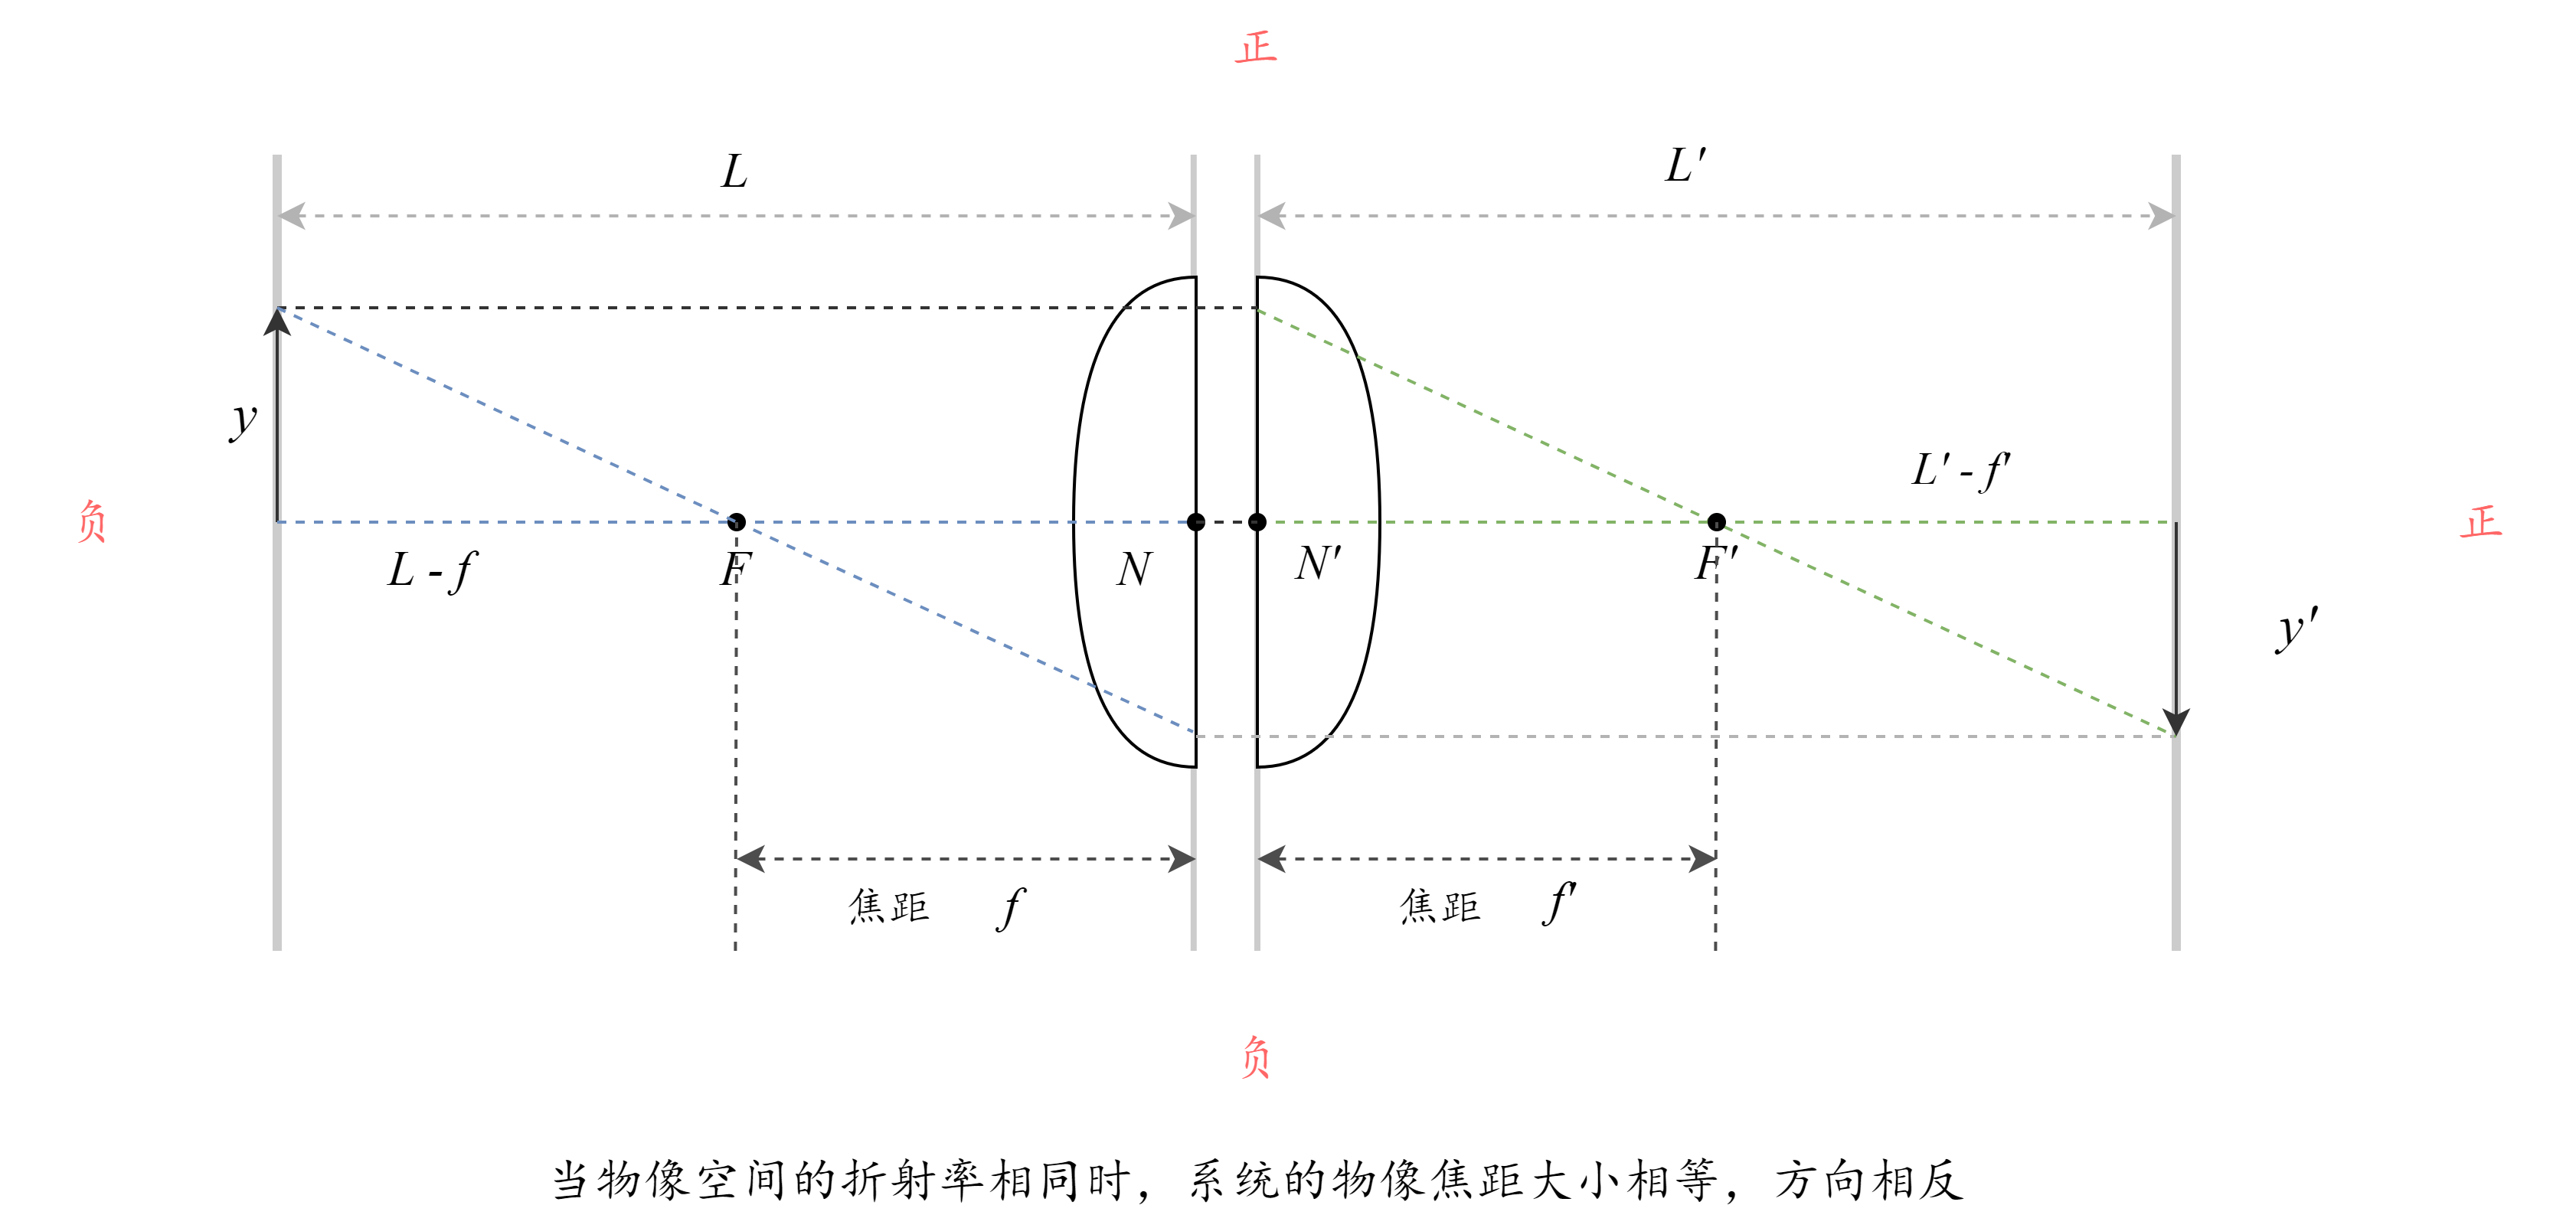 正
L
L′
y
L′ - f′
负
正
L - f
F
N
N′
F′
y′
焦距 f
焦距 f′
负
当物像空间的折射率相同时，系统的物像焦距大小相等，方向相反